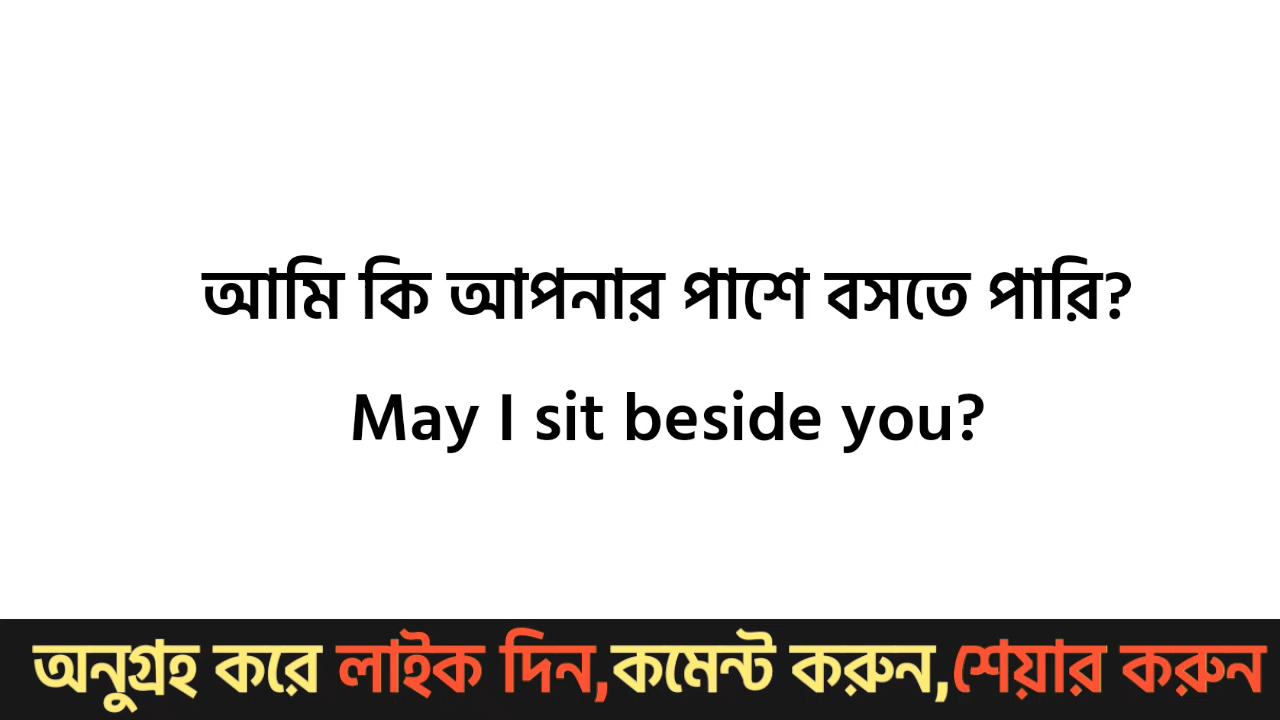 আমি কি আপনার পাশে বসতে পারি?
May I sit beside you?
অনুগ্রহ করে লাইক দিন,কমেন্ট করুন,শেয়ার করুন